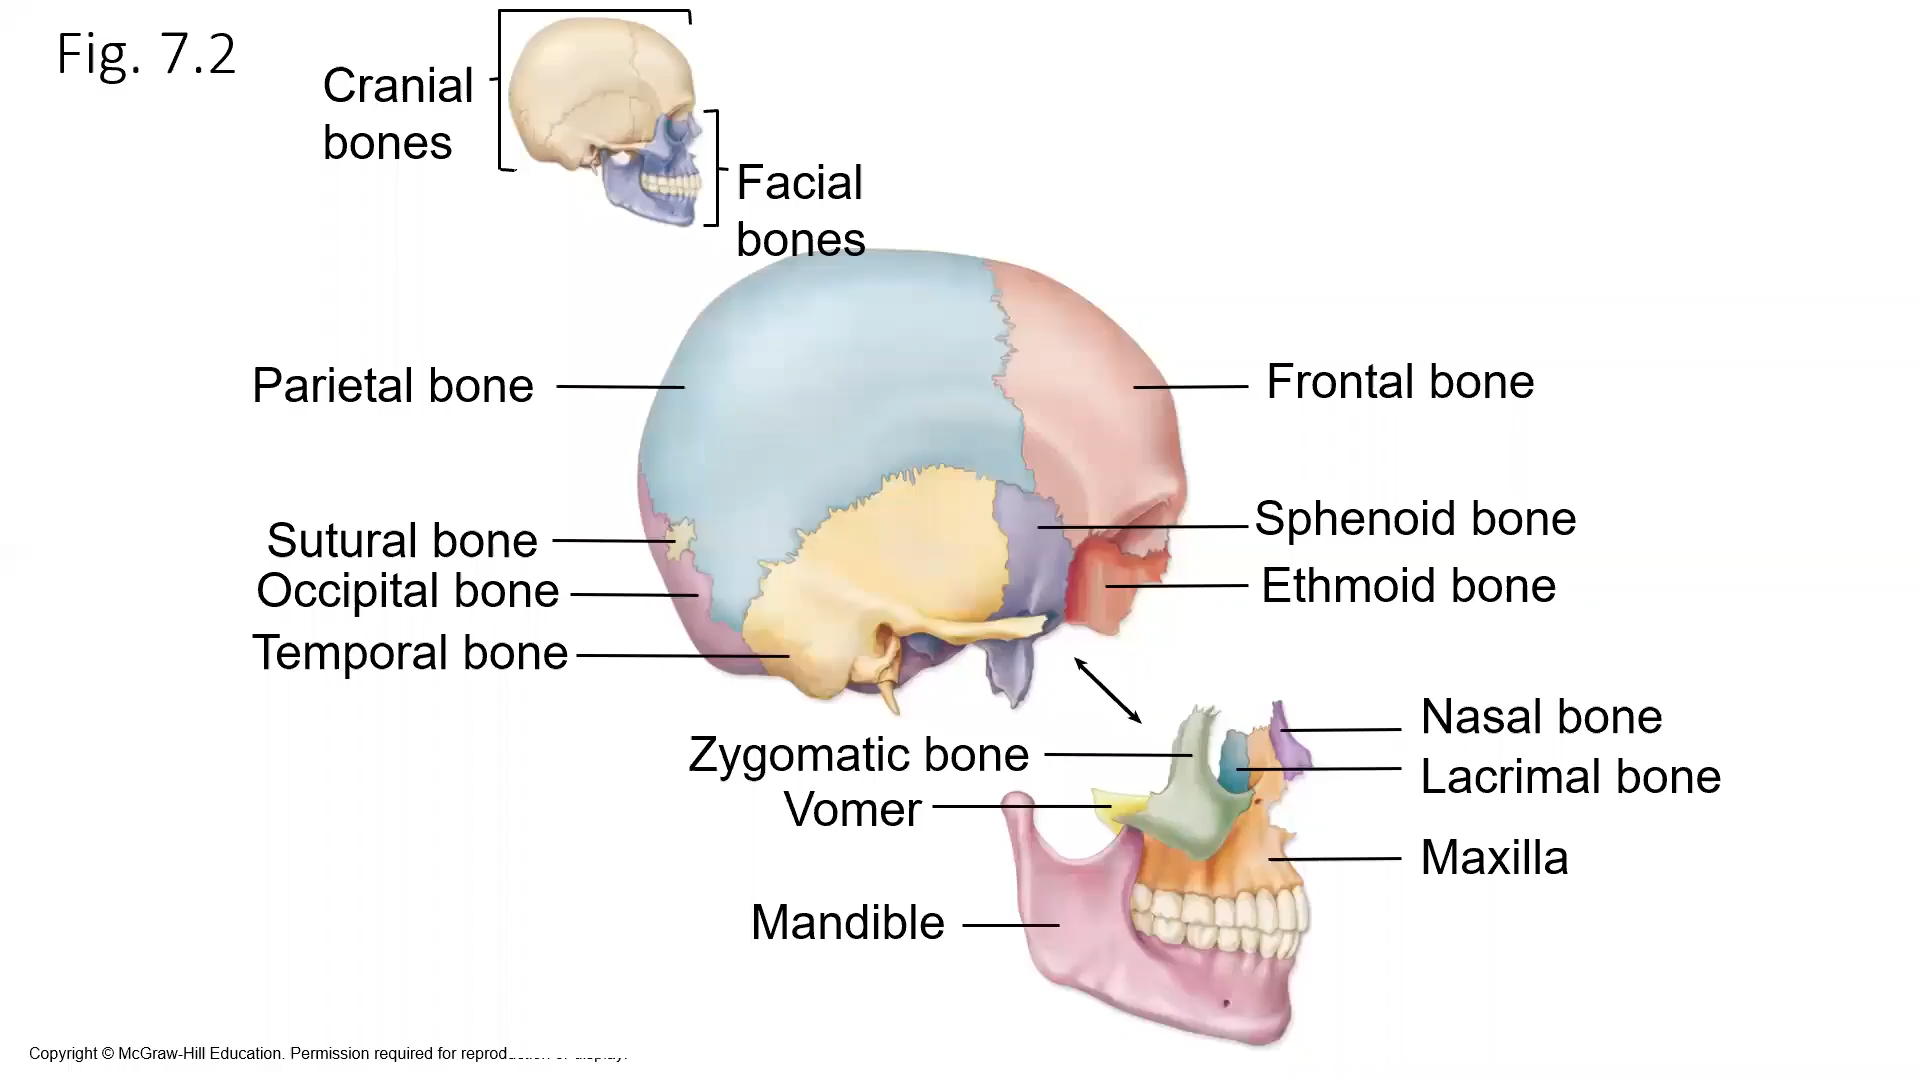 Fig. 7.2
Cranial
bones
Facial
bones
Parietal bone
Frontal bone
Sutural bone
Sphenoid bone
Occipital bone
Ethmoid bone
Temporal bone
Nasal bone
Zygomatic bone
Lacrimal bone
Vomer
Maxilla
Mandible
Copyright © McGraw-Hill Education. Permission required for